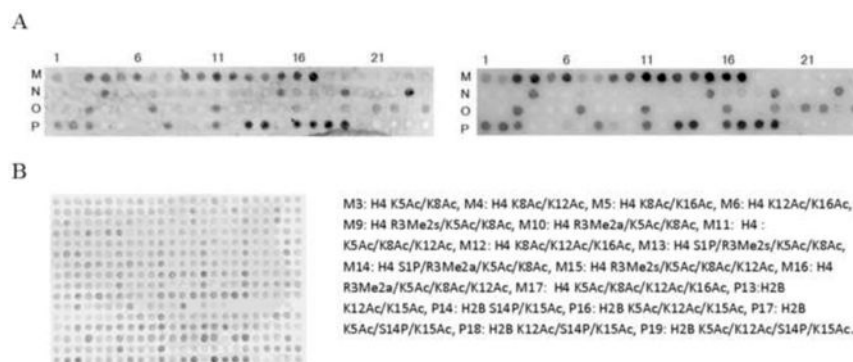 A
1 6 11 16 21 1 6 11 16 21
M M
N N
O O
P P
B
M3: H4 K5Ac/K8Ac, M4: H4 K8Ac/K12Ac, M5: H4 K8Ac/K16Ac, M6: H4 K12Ac/K16Ac,
M9: H4 R3Me2s/K5Ac/K8Ac, M10: H4 R3Me2a/K5Ac/K8Ac, M11: H4 :
K5Ac/K8Ac/K12Ac, M12: H4 K8Ac/K12Ac/K16Ac, M13: H4 S1P/R3Me2s/K5Ac/K8Ac,
M14: H4 S1P/R3Me2a/K5Ac/K8Ac, M15: H4 R3Me2s/K5Ac/K8Ac/K12Ac, M16: H4
R3Me2a/K5Ac/K8Ac/K12Ac, M17: H4 K5Ac/K8Ac/K12Ac/K16Ac, P13:H2B
K12Ac/K15Ac, P14: H2B S14P/K15Ac, P16: H2B K5Ac/K12Ac/K15Ac, P17: H2B
K5Ac/S14P/K15Ac, P18: H2B K12Ac/S14P/K15Ac, P19: H2B K5Ac/K12Ac/S14P/K15Ac.